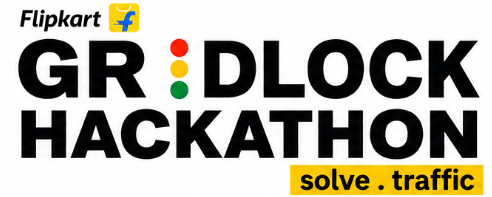 Flipkart
GRIDLOCK
HACKATHON
solve . traffic